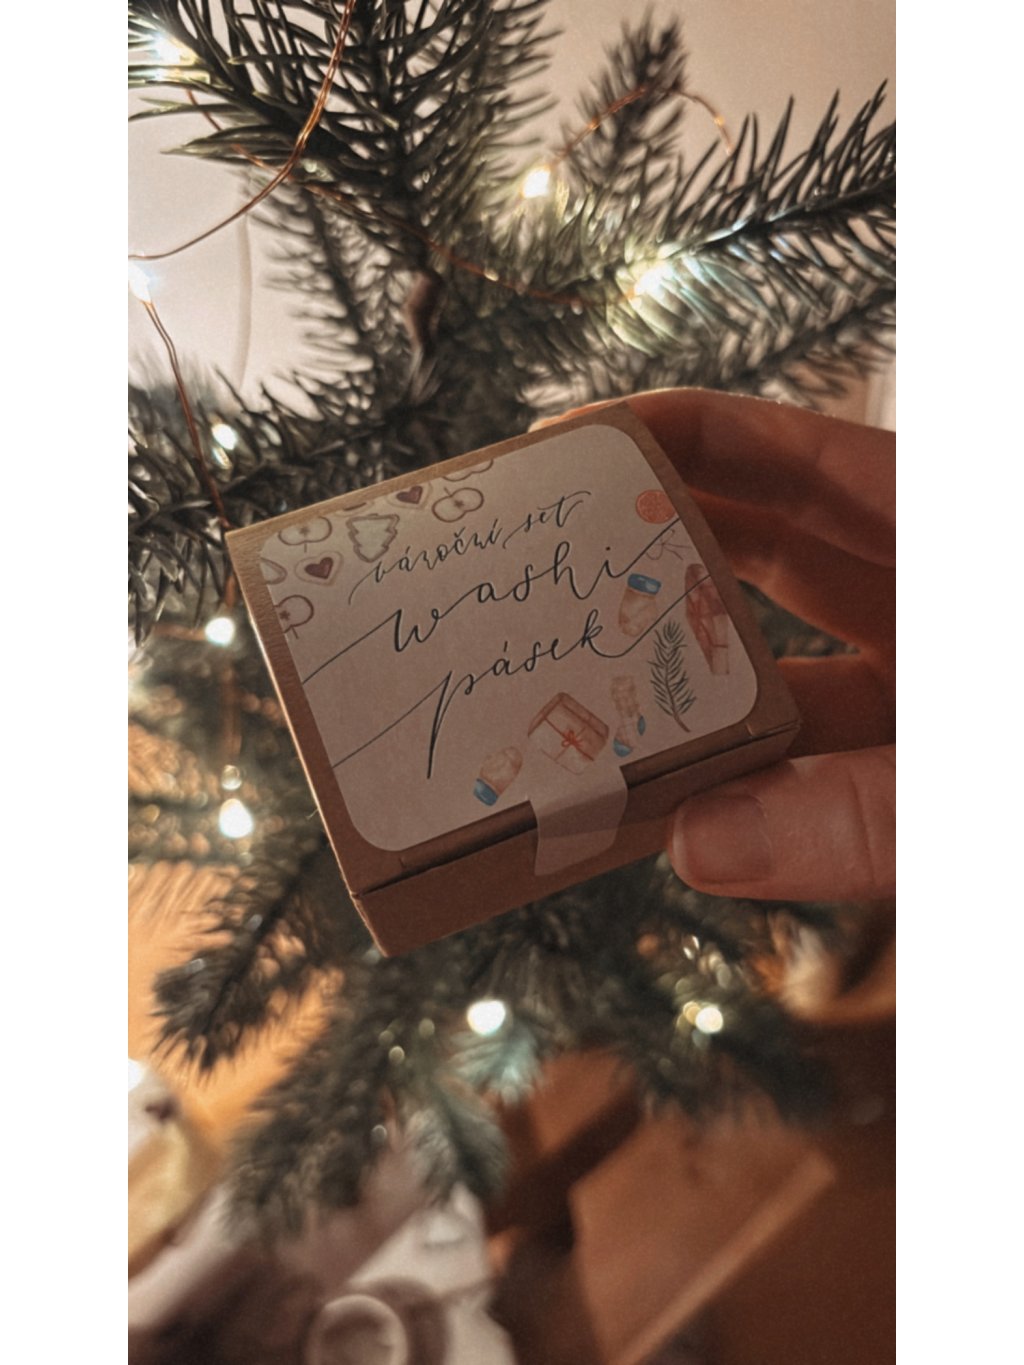 vánoční set
washi
pásek